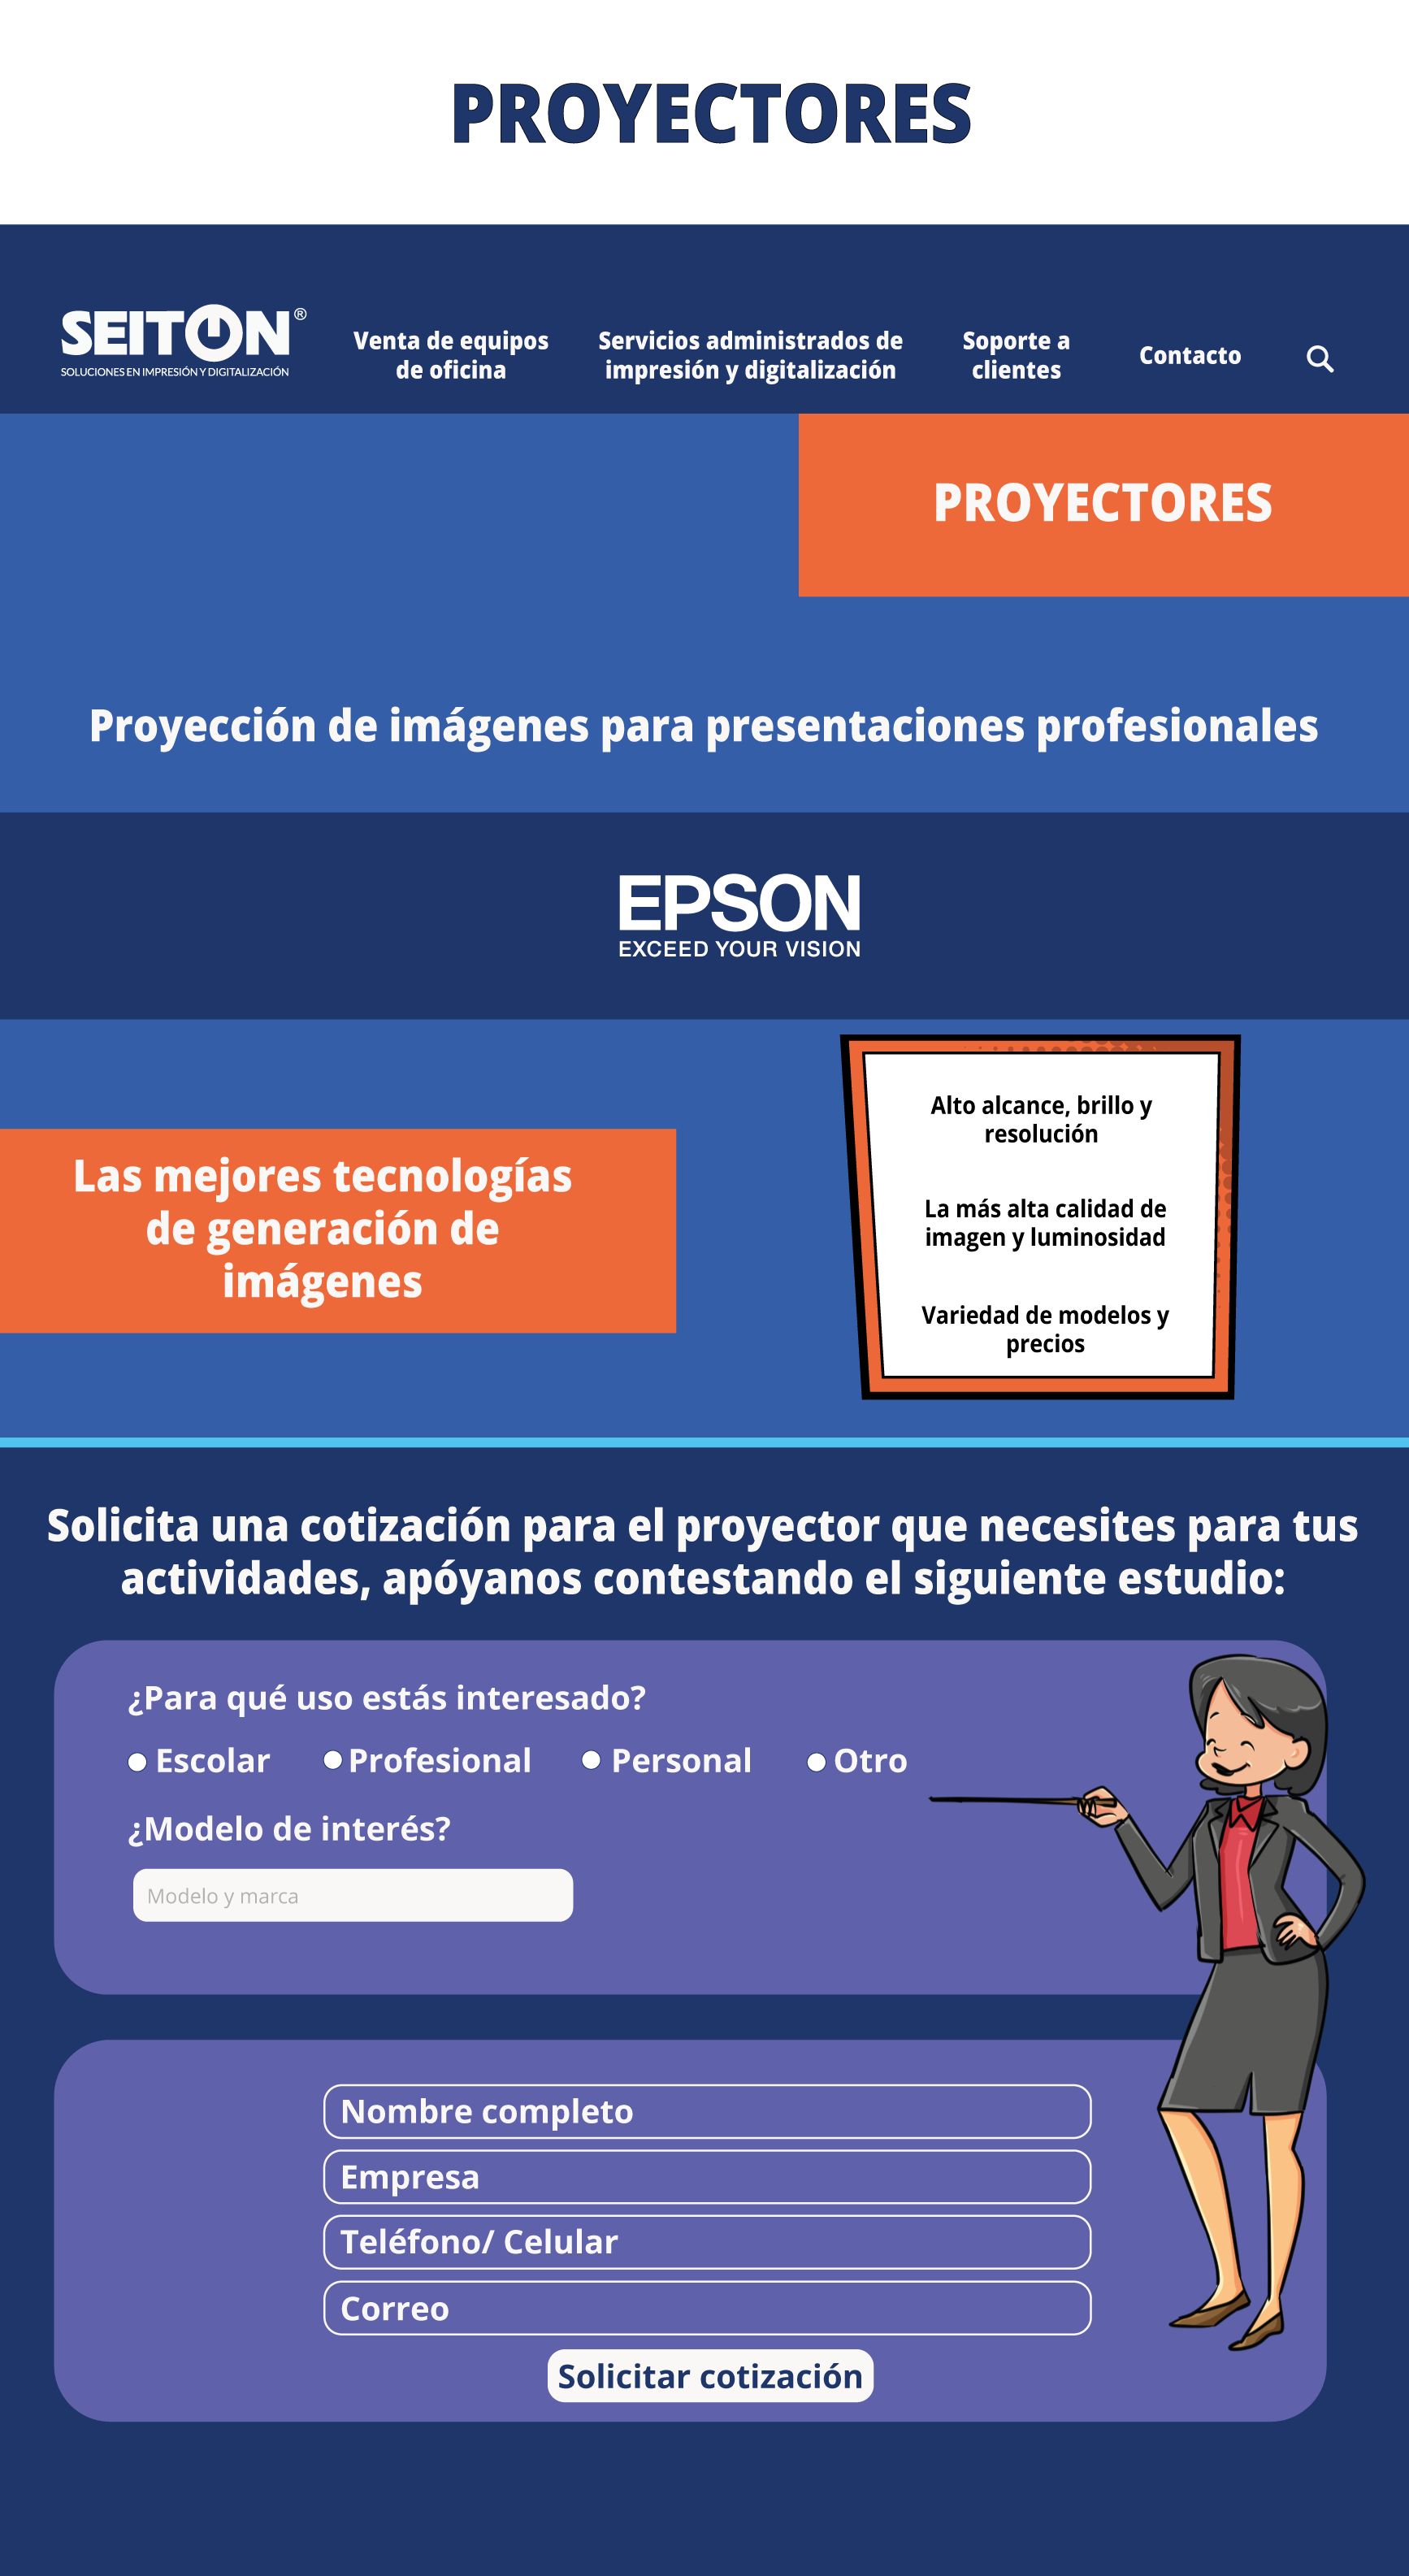 PROYECTORES
SEITON®
SOLUCIONES EN IMPRESIÓN Y DIGITALIZACIÓN
Venta de equipos
de oficina
Servicios administrados de
impresión y digitalización
Soporte a
clientes
Contacto
PROYECTORES
Proyección de imágenes para presentaciones profesionales
EPSON
EXCEED YOUR VISION
Las mejores tecnologías
de generación de
imágenes
Alto alcance, brillo y
resolución
La más alta calidad de
imagen y luminosidad
Variedad de modelos y
precios
Solicita una cotización para el proyector que necesites para tus
actividades, apóyanos contestando el siguiente estudio:
¿Para qué uso estás interesado?
Escolar
Profesional
Personal
Otro
¿Modelo de interés?
Modelo y marca
Nombre completo
Empresa
Teléfono/ Celular
Correo
Solicitar cotización